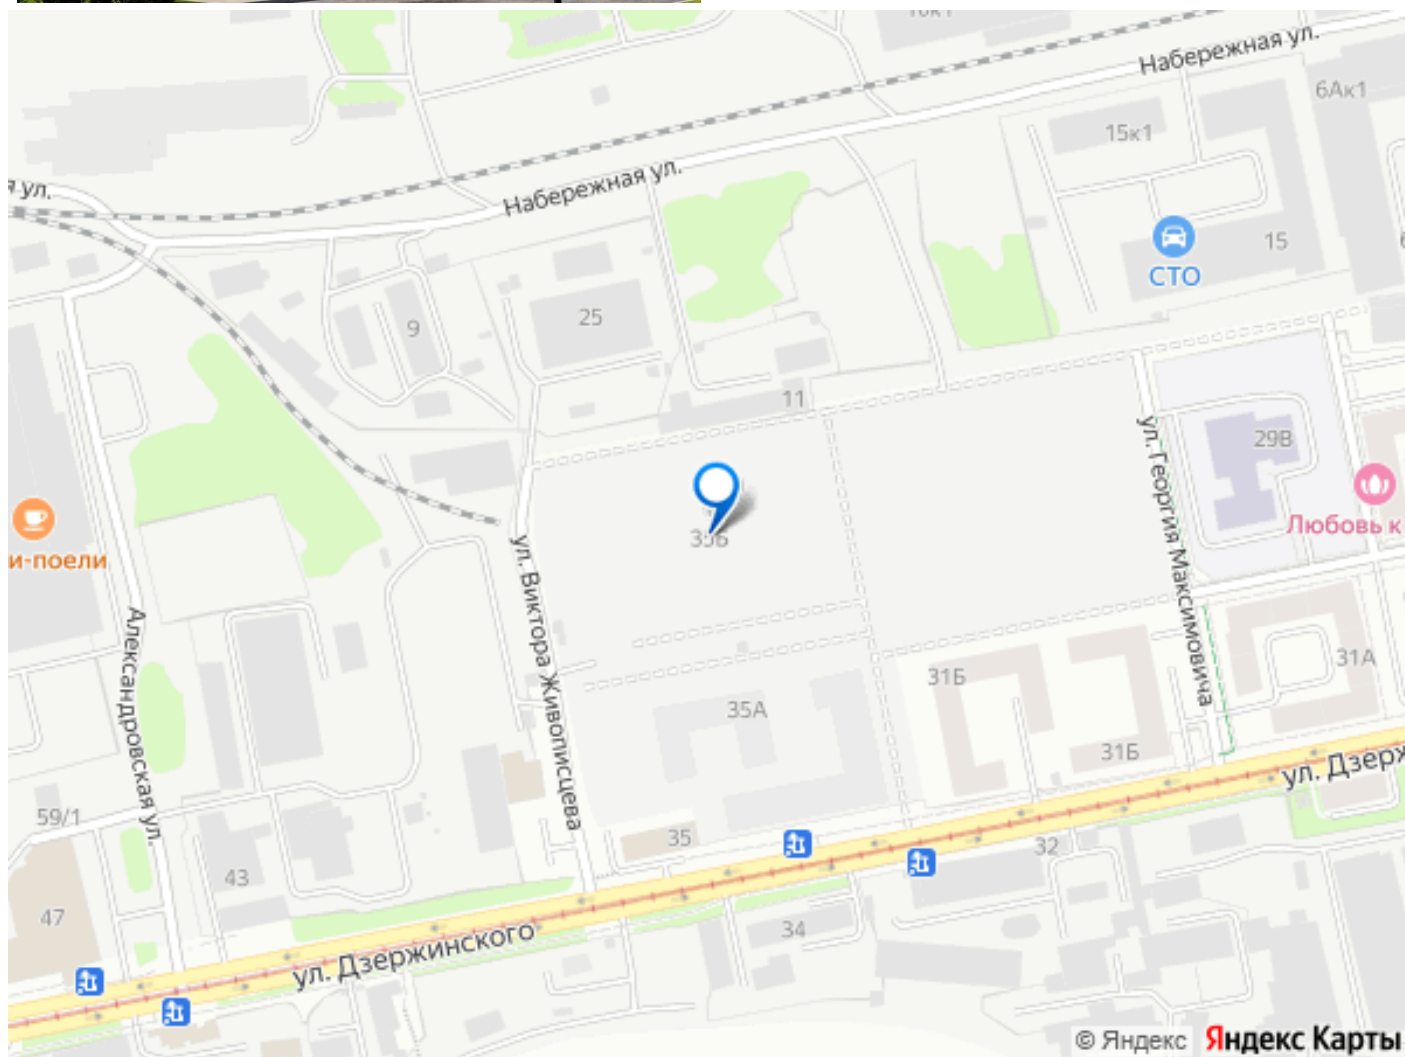 Набережная ул.
6Ак1
15к1
я ул.
Набережная ул.
15
СТО
25
9
11
ул. Георгия Максимовича
29В
Любовь к
35Б
и-поели
ул. Виктора Живописцева
Александровская ул.
31Б
31А
35А
31Б
ул. Дзерж
59/1
35
32
43
47
34
ул. Дзержинского
© Яндекс Яндекс Карты